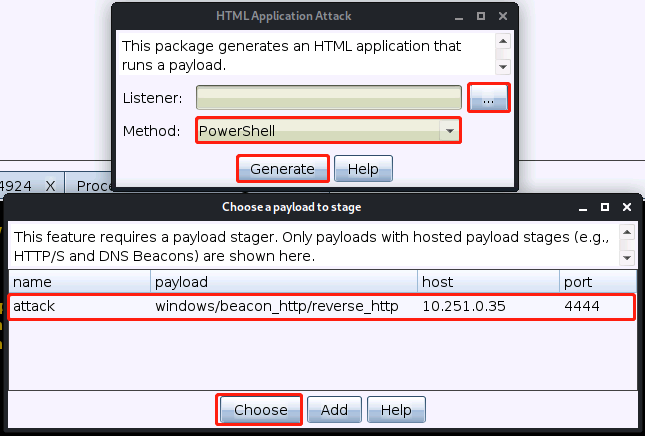 HTML Application Attack
This package generates an HTML application that
runs a payload.
Listener:
...
Method:
PowerShell
Generate
Help
4924 X
Proce
Choose a payload to stage
This feature requires a payload stager. Only payloads with hosted payload stages (e.g.,
HTTP/S and DNS Beacons) are shown here.
name payload host port
attack windows/beacon_http/reverse_http 10.251.0.35 4444
Choose
Add
Help